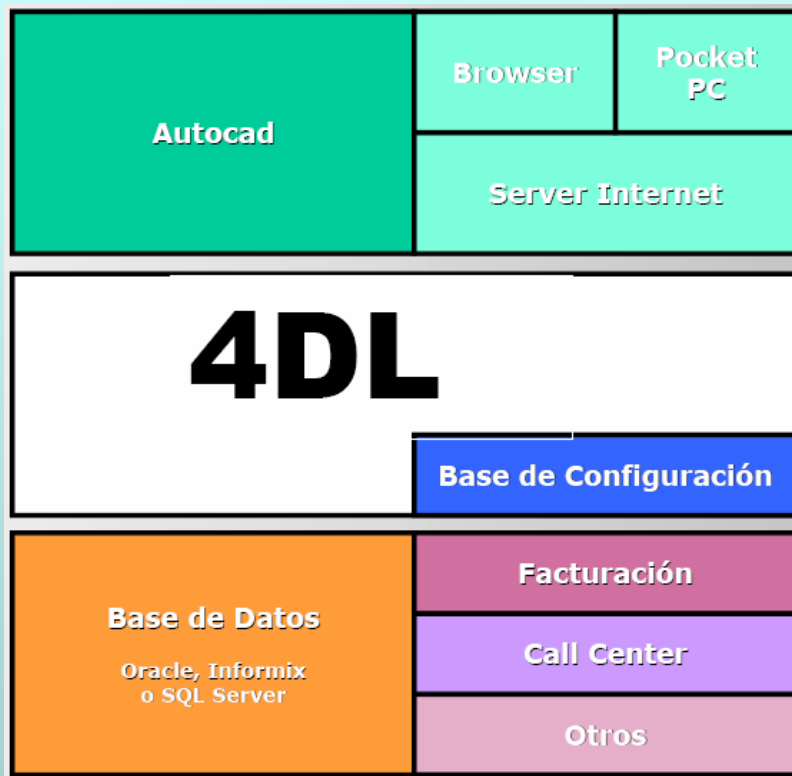 Autocad
Browser
Pocket
PC
Server Internet
4DL
Base de Configuración
Base de Datos
Oracle, Informix
o SQL Server
Facturación
Call Center
Otros